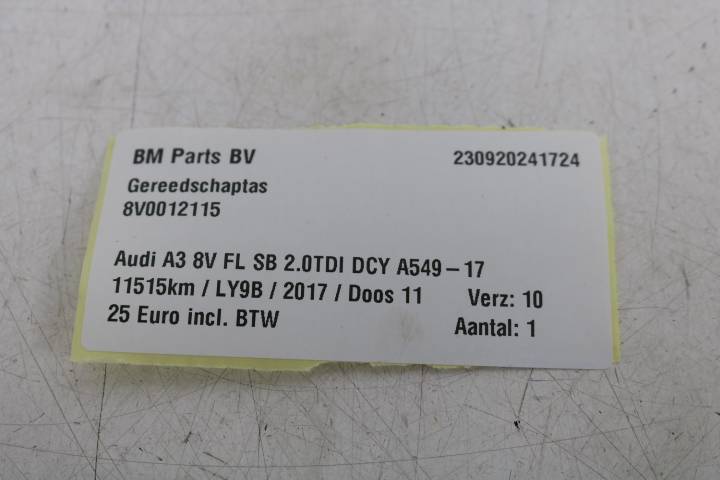 BM Parts BV 230920241724
Gereedschaptas
8V0012115
Audi A3 8V FL SB 2.0TDI DCY A549-17
11515km / LY9B / 2017 / Doos 11 Verz: 10
25 Euro incl. BTW Aantal: 1